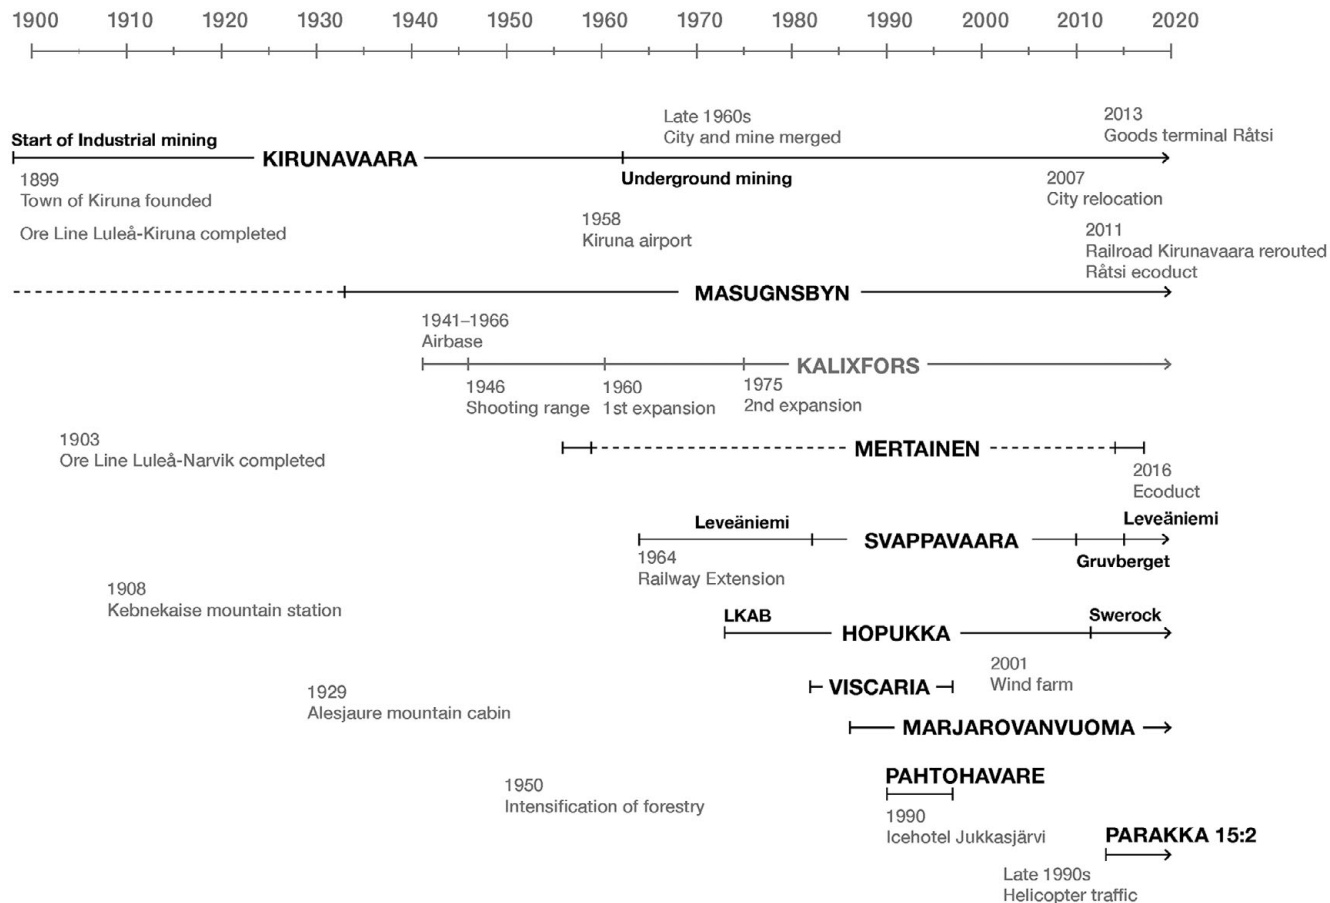 1900 1910 1920 1930 1940 1950 1960 1970 1980 1990 2000 2010 2020
Late 1960s
City and mine merged
2013
Goods terminal Råtsi
Start of Industrial mining
KIRUNAVAARA
1899
Town of Kiruna founded
Ore Line Luleå-Kiruna completed
Underground mining
1958
Kiruna airport
2007
City relocation
2011
Railroad Kirunavaara rerouted
Råtsi ecoduct
MASUGNSBYN
1941–1966
Airbase
KALIXFORS
1946
Shooting range
1960
1st expansion
1975
2nd expansion
1903
Ore Line Luleå-Narvik completed
MERTAINEN
2016
Ecoduct
Leveäniemi
SVAPPAVAARA
Leveäniemi
Gruvberget
1964
Railway Extension
1908
Kebnekaise mountain station
LKAB
HOPUKKA
Swerock
2001
Wind farm
VISCARIA
1929
Alesjaure mountain cabin
MARJAROVANVUOMA
PAHTOHAVARE
1950
Intensification of forestry
1990
Icehotel Jukkasjärvi
PARAKKA 15:2
Late 1990s
Helicopter traffic